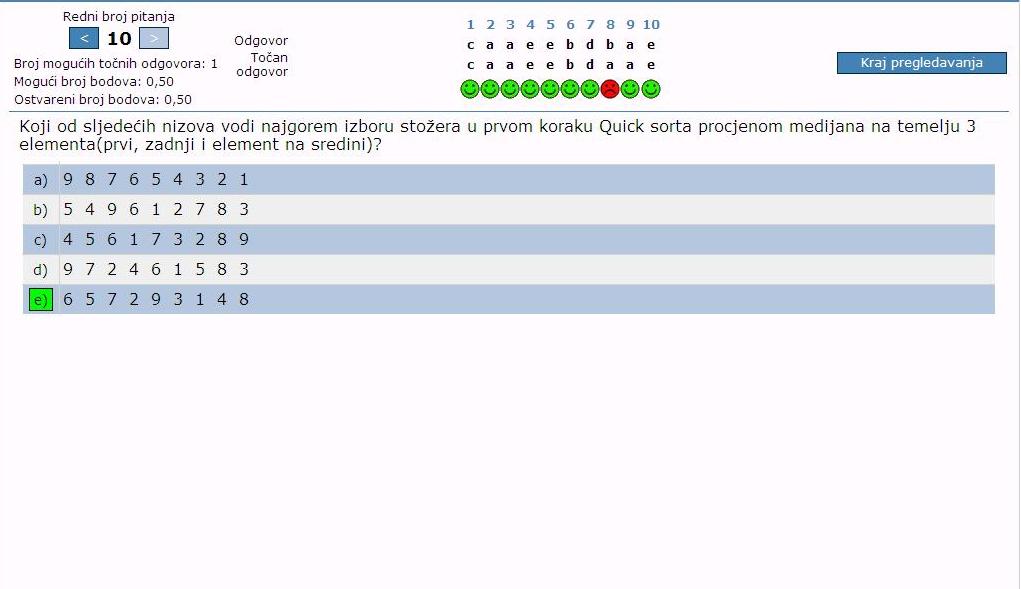 Redni broj pitanja
< 10 >
Broj mogućih točnih odgovora: 1
Mogući broj bodova: 0,50
Ostvareni broj bodova: 0,50
Odgovor
Točan
odgovor
1 2 3 4 5 6 7 8 9 10
c a a e e b d b a e
c a a e e b d a a e
Kraj pregledavanja
Koji od sljedećih nizova vodi najgorem izboru stožera u prvom koraku Quick sorta procjenom medijana na temelju 3
elementa(prvi, zadnji i element na sredini)?
a) 9 8 7 6 5 4 3 2 1
b) 5 4 9 6 1 2 7 8 3
c) 4 5 6 1 7 3 2 8 9
d) 9 7 2 4 6 1 5 8 3
e) 6 5 7 2 9 3 1 4 8